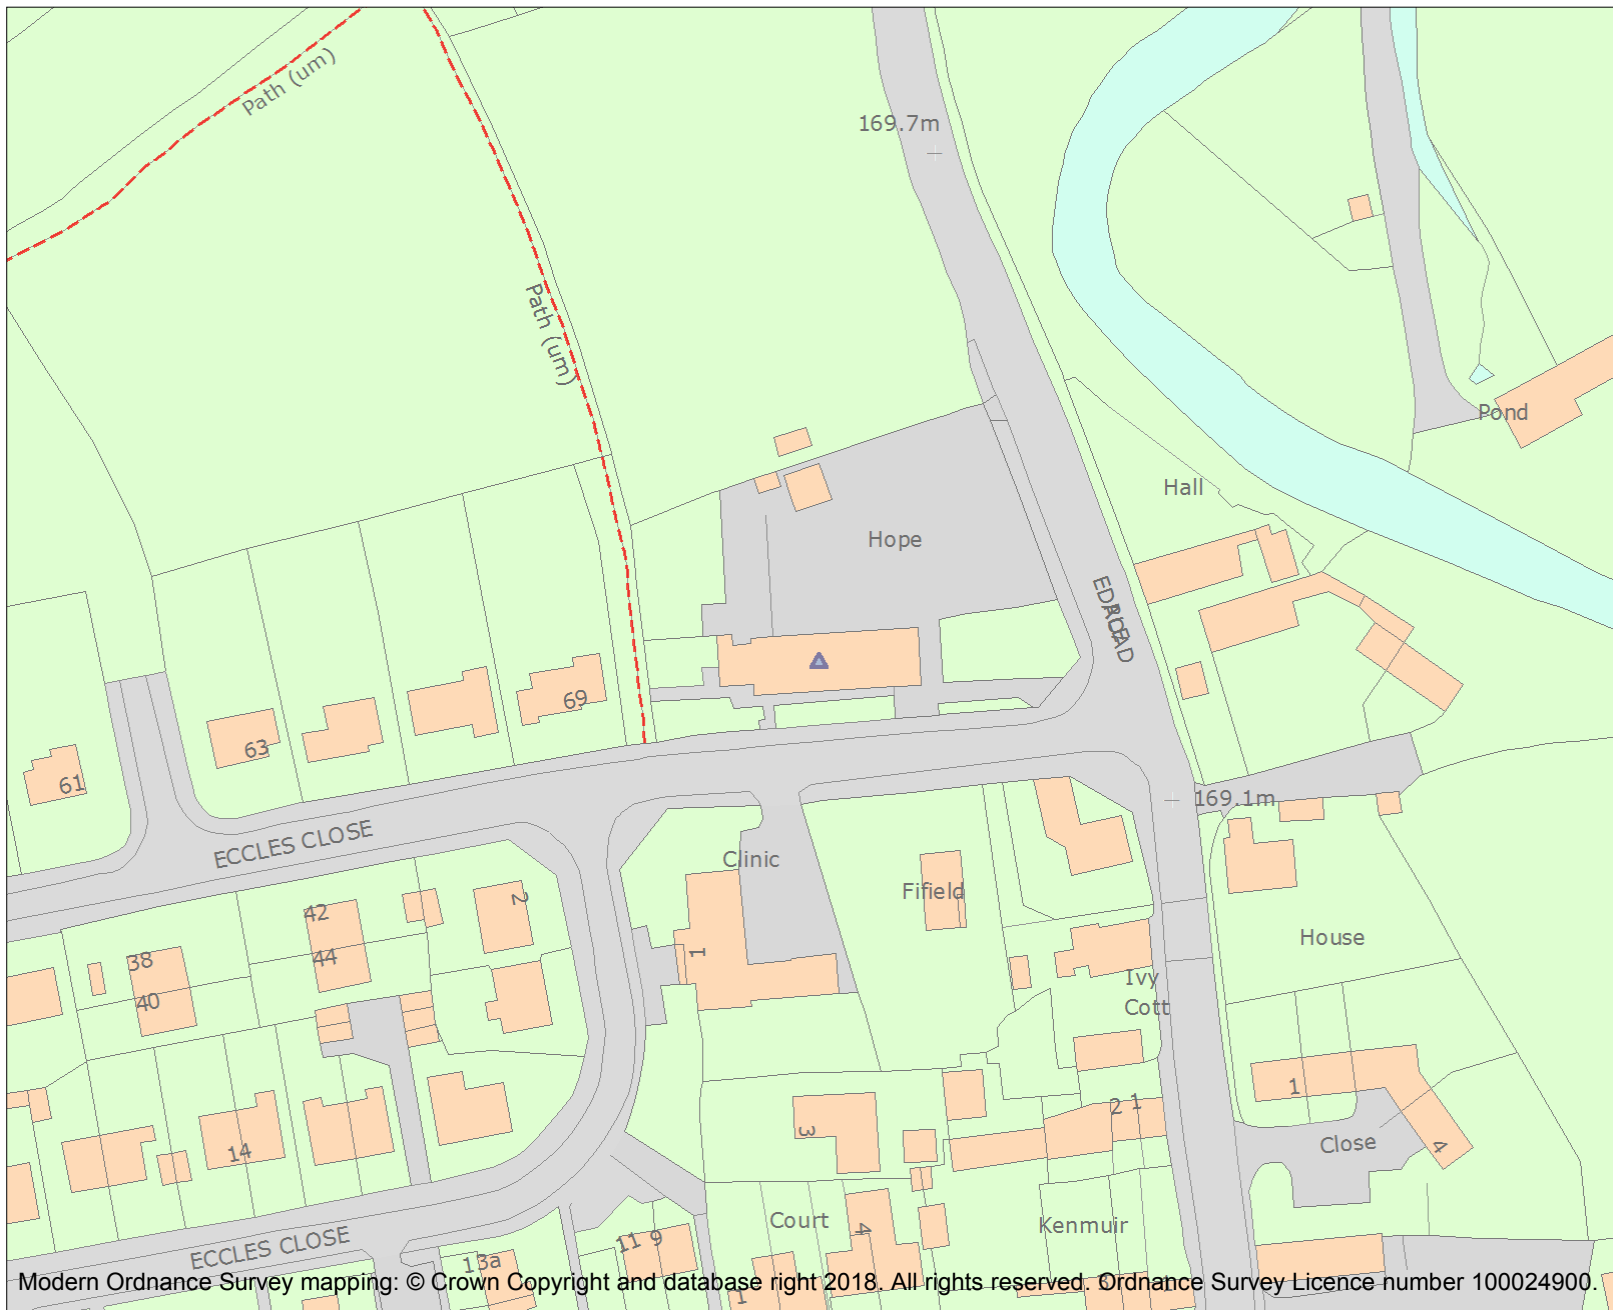 Path (um)
169.7m
Path (um)
Pond
Hall
Hope
EDALE
ROAD
69
63
61
169.1m
ECCLES CLOSE
Clinic
Fifield
2
42
44
38
40
1
House
Ivy
Cott
1
2 1
3
14
Close
4
Court
4
Kenmuir
11 9
ECCLES CLOSE
13a
1
3
1
Modern Ordnance Survey mapping: © Crown Copyright and database right 2018. All rights reserved. Ordnance Survey Licence number 100024900.